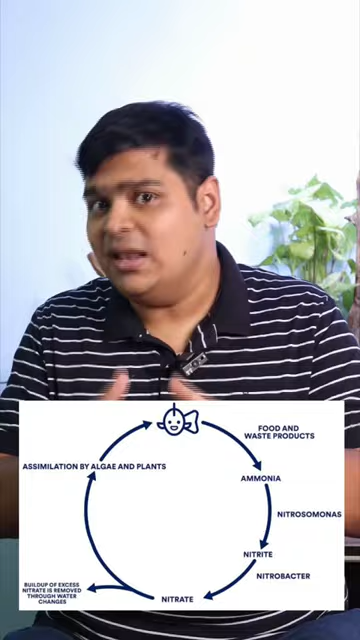 FOOD AND
WASTE PRODUCTS
ASSIMILATION BY ALGAE AND PLANTS
AMMONIA
NITROSOMONAS
NITRITE
NITROBACTER
BUILDUP OF EXCESS
NITRATE IS REMOVED
THROUGH WATER
CHANGES
NITRATE